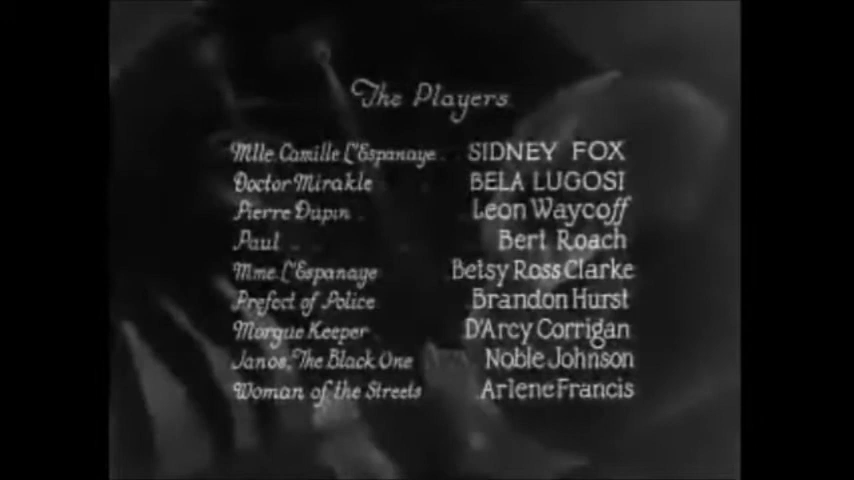 The Players
Mlle. Camille L'Espanaye . SIDNEY FOX
Doctor Mirakle BELA LUGOSI
Pierre Dupin . Leon Waycoff
Paul . . Bert Roach
Mme. L'Espanaye Betsy Ross Clarke
Prefect of Police Brandon Hurst
Morgue Keeper D'Arcy Corrigan
Janos, The Black One Noble Johnson
Woman of the Streets Arlene Francis